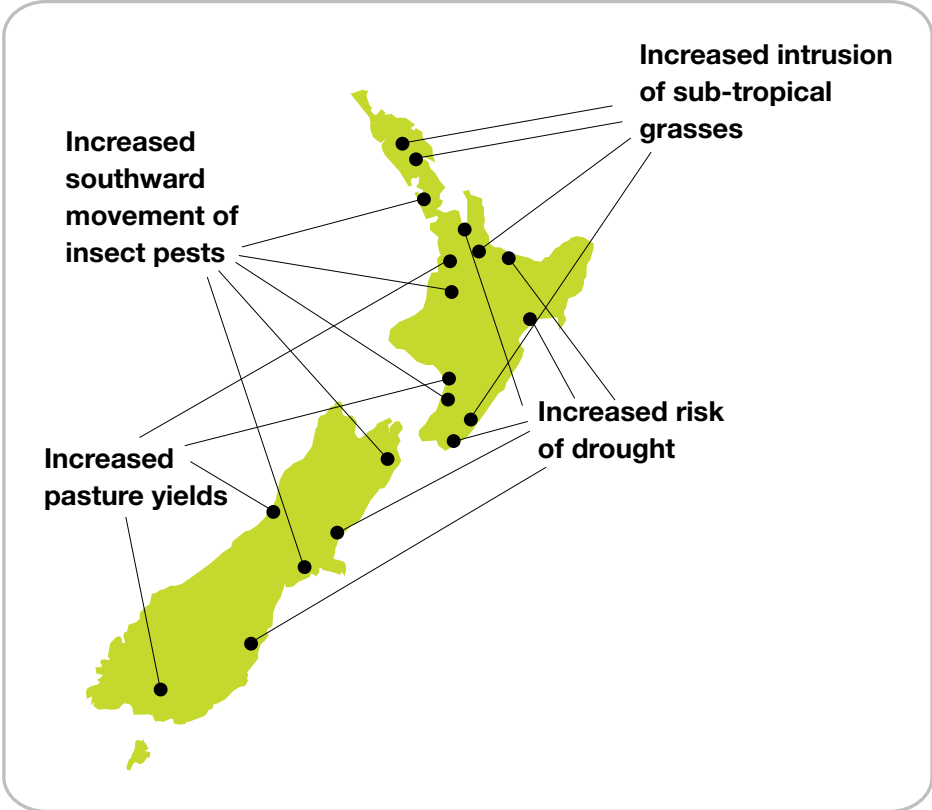 Increased intrusion
of sub-tropical
grasses
Increased
southward
movement of
insect pests
Increased risk
of drought
Increased
pasture yields